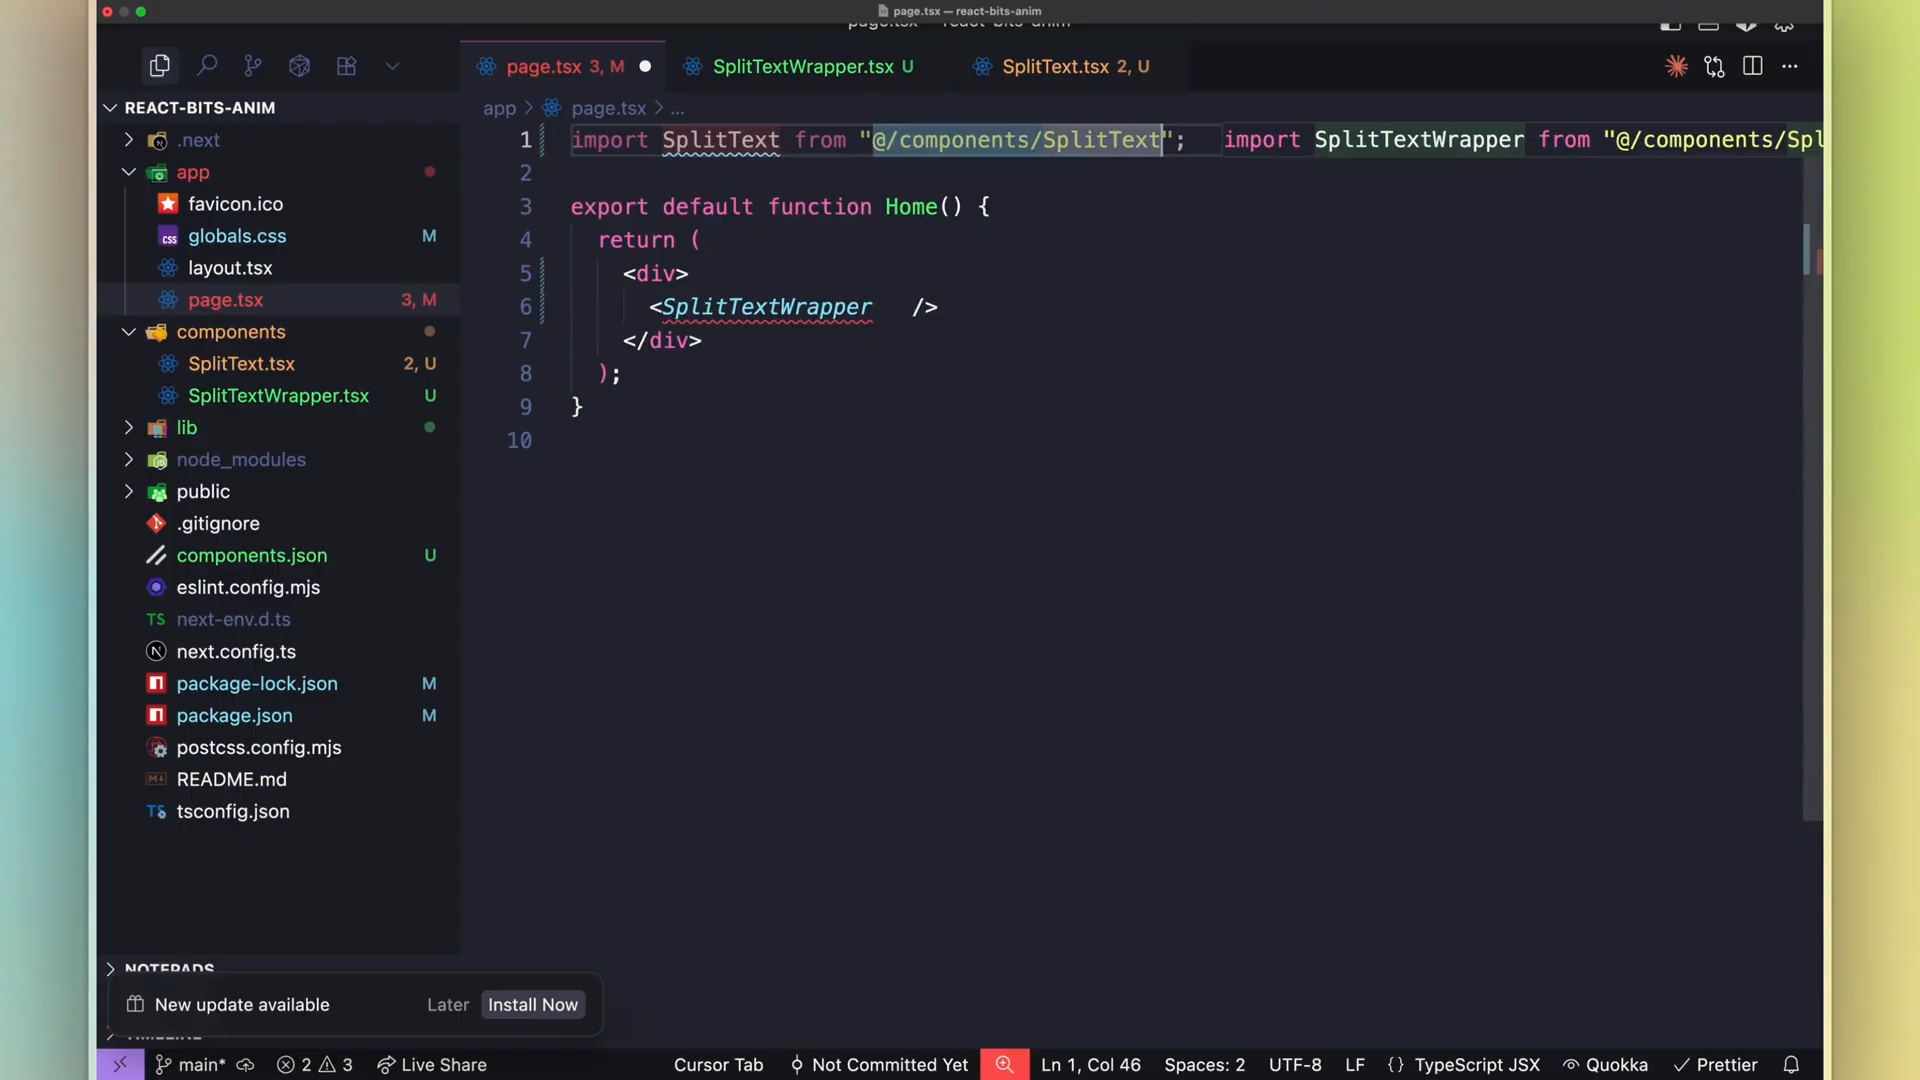 page.tsx — react-bits-anim
page.tsx 3, M
SplitTextWrapper.tsx U
SplitText.tsx 2, U
REACT-BITS-ANIM
.next
app
favicon.ico
globals.css M
layout.tsx
page.tsx 3, M
components
SplitText.tsx 2, U
SplitTextWrapper.tsx U
lib
node_modules
public
.gitignore
components.json U
eslint.config.mjs
next-env.d.ts
next.config.ts
package-lock.json M
package.json M
postcss.config.mjs
README.md
tsconfig.json
NOTEPADS
New update available Later Install Now
TIMELINE
app > page.tsx > ...
1 import SplitText from "@/components/SplitText"; import SplitTextWrapper from "@/components/Spl
2
3 export default function Home() {
4 return (
5 <div>
6 <SplitTextWrapper />
7 </div>
8 );
9 }
10
main* 2 3 Live Share Cursor Tab Not Committed Yet Ln 1, Col 46 Spaces: 2 UTF-8 LF {} TypeScript JSX Quokka Prettier